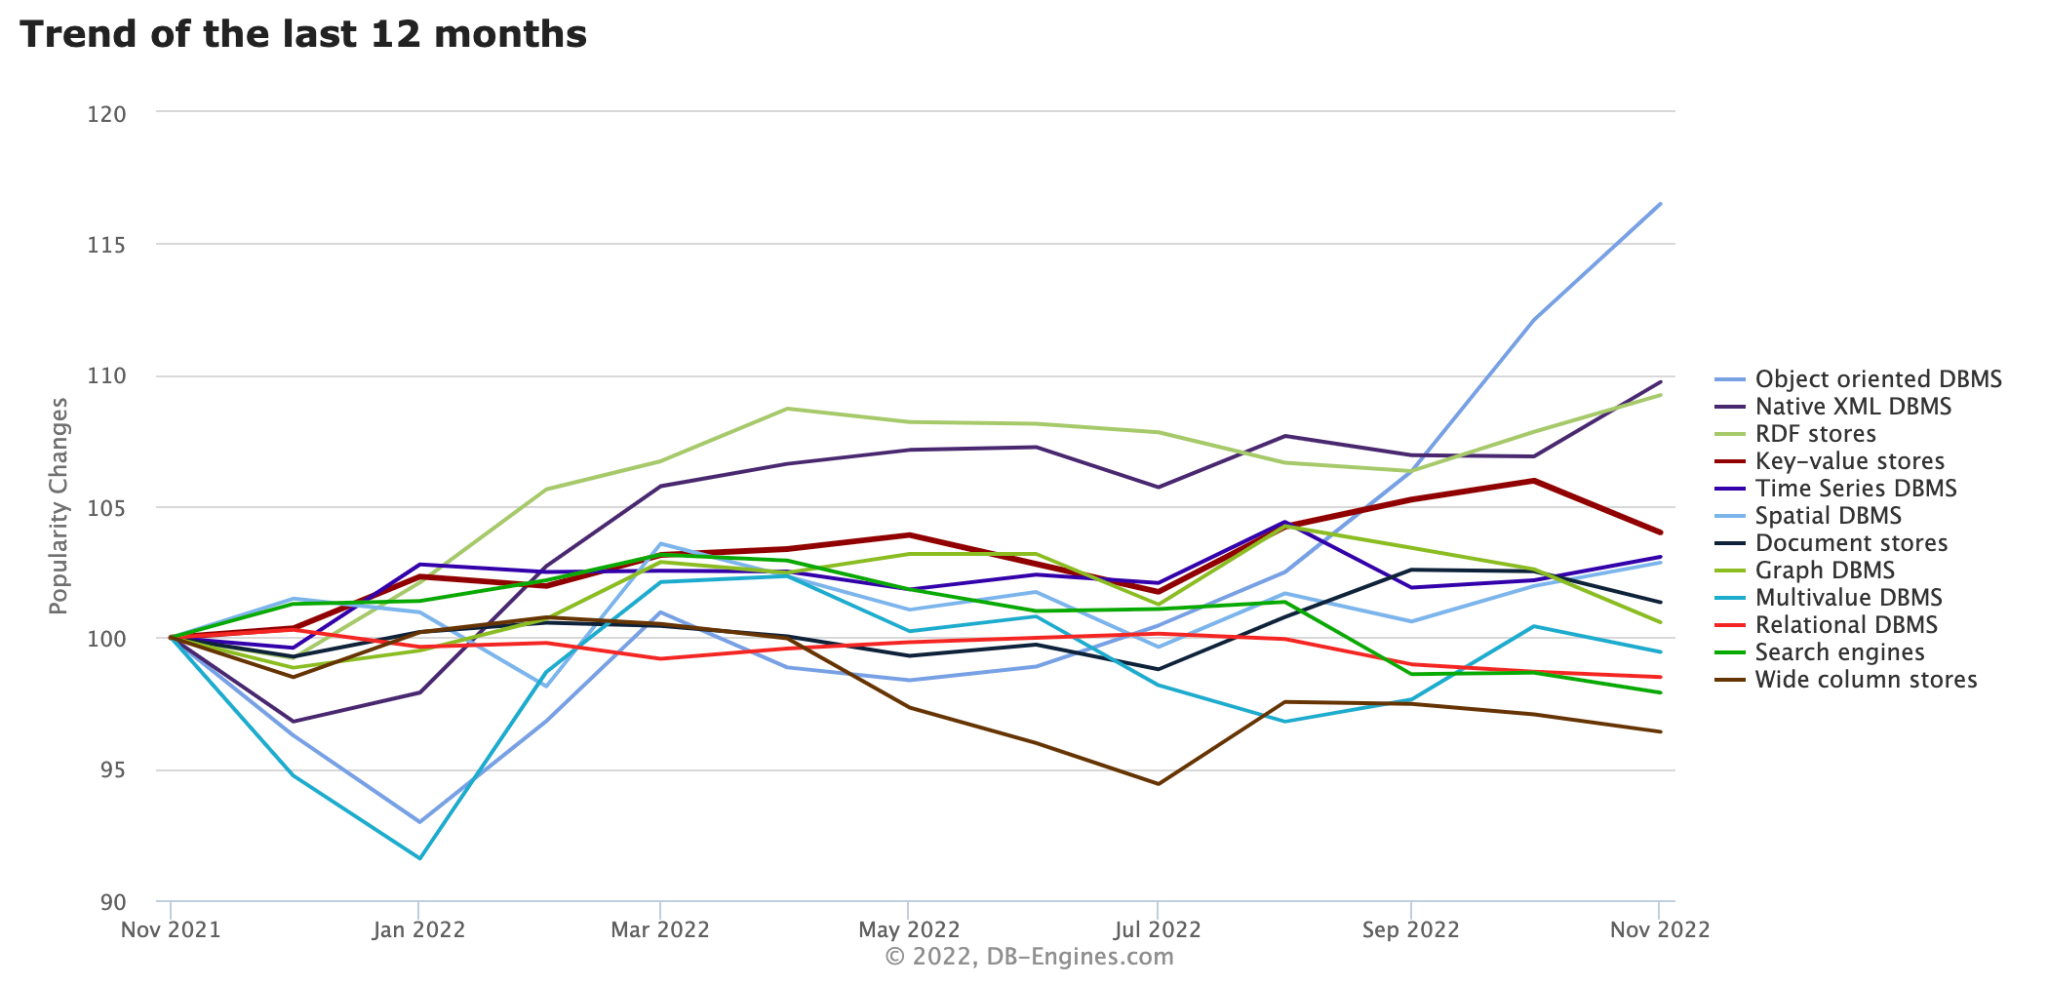 Trend of the last 12 months
120
115
110
105
100
95
90
Popularity Changes
Nov 2021 Jan 2022 Mar 2022 May 2022 Jul 2022 Sep 2022 Nov 2022
© 2022, DB-Engines.com
Object oriented DBMS
Native XML DBMS
RDF stores
Key-value stores
Time Series DBMS
Spatial DBMS
Document stores
Graph DBMS
Multivalue DBMS
Relational DBMS
Search engines
Wide column stores